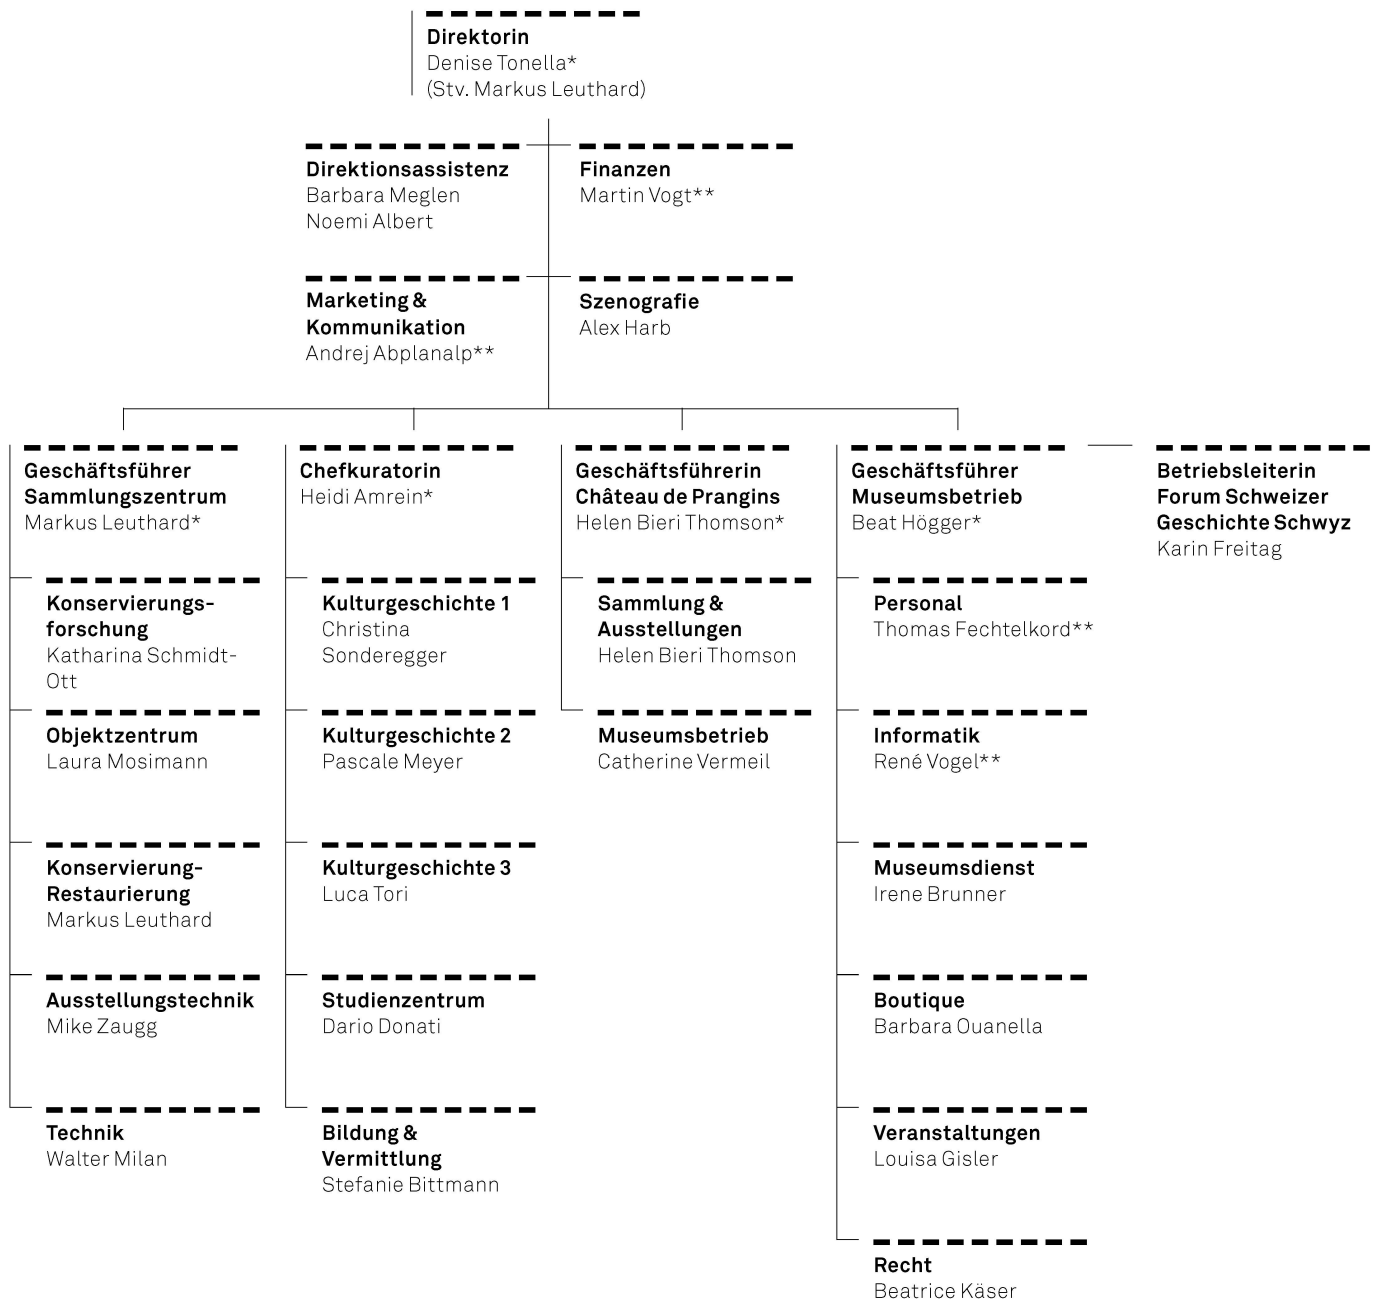 Direktorin
Denise Tonella*
(Stv. Markus Leuthard)
Direktionsassistenz
Barbara Meglen
Noemi Albert
Finanzen
Martin Vogt**
Marketing &
Kommunikation
Andrej Abplanalp**
Szenografie
Alex Harb
Geschäftsführer
Sammlungszentrum
Markus Leuthard*
Konservierungs-
forschung
Katharina Schmidt-
Ott
Objektzentrum
Laura Mosimann
Konservierung-
Restaurierung
Markus Leuthard
Ausstellungstechnik
Mike Zaugg
Technik
Walter Milan
Chefkuratorin
Heidi Amrein*
Kulturgeschichte 1
Christina
Sonderegger
Kulturgeschichte 2
Pascale Meyer
Kulturgeschichte 3
Luca Tori
Studienzentrum
Dario Donati
Bildung &
Vermittlung
Stefanie Bittmann
Geschäftsführerin
Château de Prangins
Helen Bieri Thomson*
Sammlung &
Ausstellungen
Helen Bieri Thomson
Museumsbetrieb
Catherine Vermeil
Geschäftsführer
Museumsbetrieb
Beat Högger*
Personal
Thomas Fechtelkord**
Informatik
René Vogel**
Museumsdienst
Irene Brunner
Boutique
Barbara Ouanella
Veranstaltungen
Louisa Gisler
Recht
Beatrice Käser
Betriebsleiterin
Forum Schweizer
Geschichte Schwyz
Karin Freitag